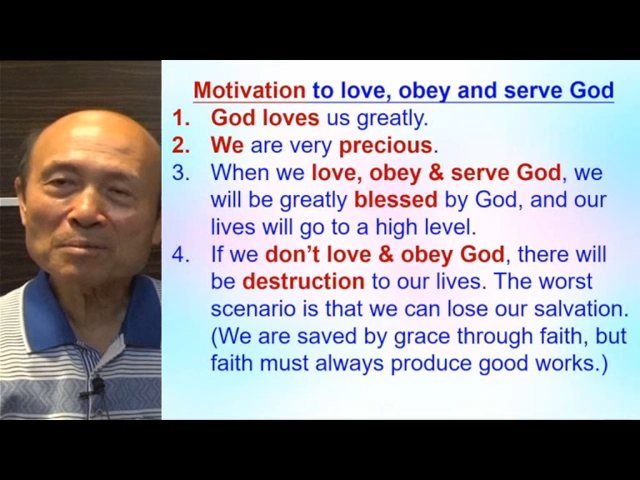 Motivation to love, obey and serve God
1. God loves us greatly.
2. We are very precious.
3. When we love, obey & serve God, we
will be greatly blessed by God, and our
lives will go to a high level.
4. If we don’t love & obey God, there will
be destruction to our lives. The worst
scenario is that we can lose our salvation.
(We are saved by grace through faith, but
faith must always produce good works.)